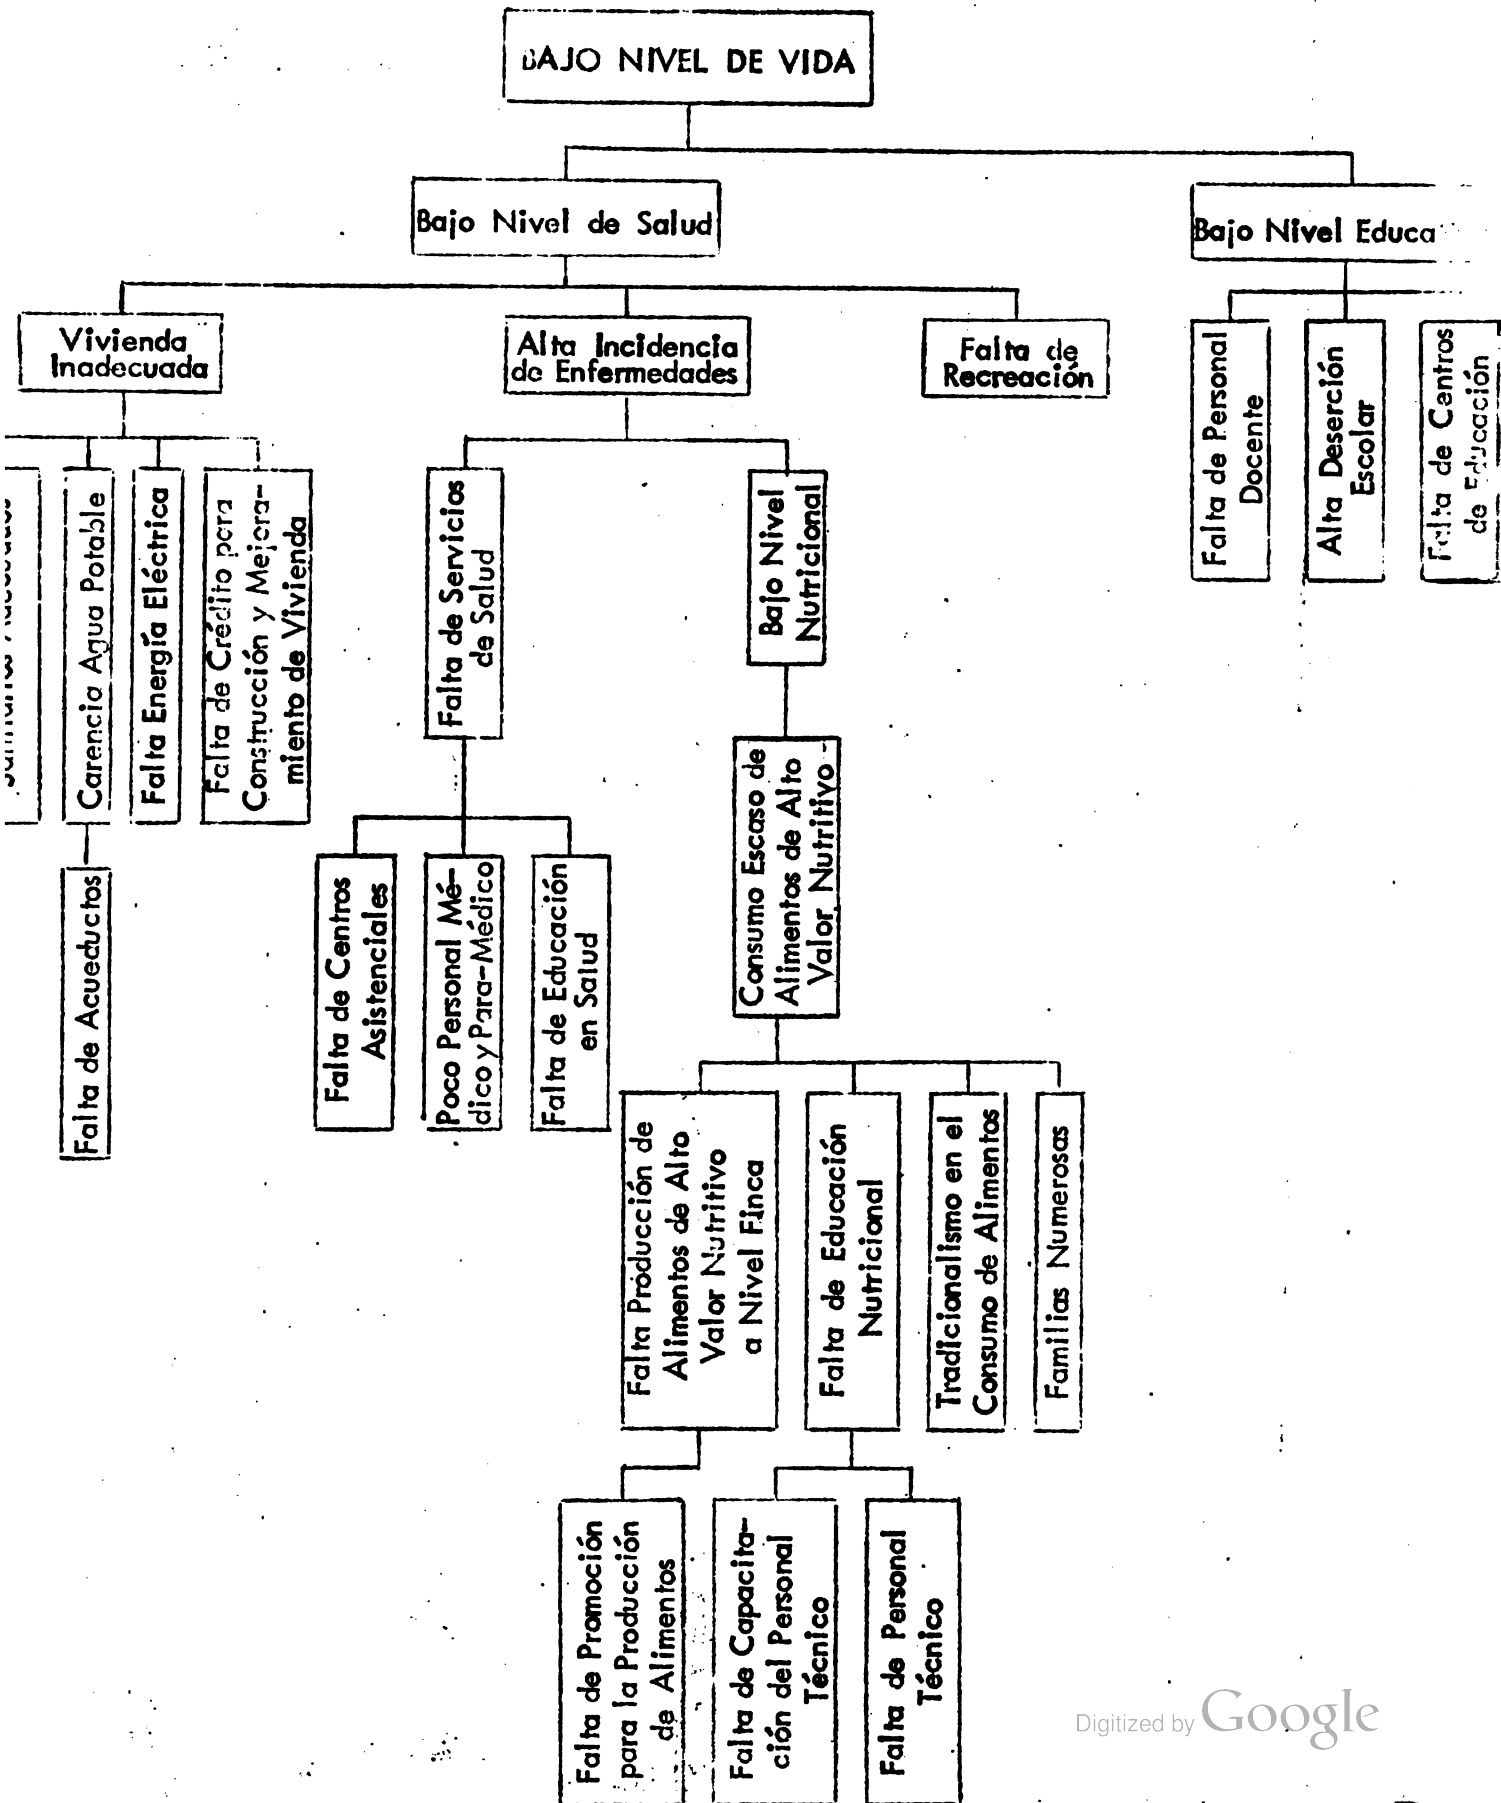 BAJO NIVEL DE VIDA
Bajo Nivel de Salud
Bajo Nivel Educa
Vivienda
Inadecuada
Alta Incidencia
de Enfermedades
Falta de
Recreación
Falta de Personal
Docente
Alta Deserción
Escolar
Falta de Centros
de Educación
Carencia Agua Potable
Falta Energía Eléctrica
Falta de Crédito para
Construcción y Mejora-
miento de Vivienda
Falta de Servicios
de Salud
Bajo Nivel
Nutricional
Falta de Acueductos
Falta de Centros
Asistenciales
Poco Personal Mé-
dico y Para-Médico
Falta de Educación
en Salud
Consumo Escaso de
Alimentos de Alto
Valor Nutritivo
Falta Producción de
Alimentos de Alto
Valor Nutritivo
a Nivel Finca
Falta de Educación
Nutricional
Tradicionalismo en el
Consumo de Alimentos
Familias Numerosas
Falta de Promoción
para la Producción
de Alimentos
Falta de Capacita-
ción del Personal
Técnico
Falta de Personal
Técnico
Digitized by Google